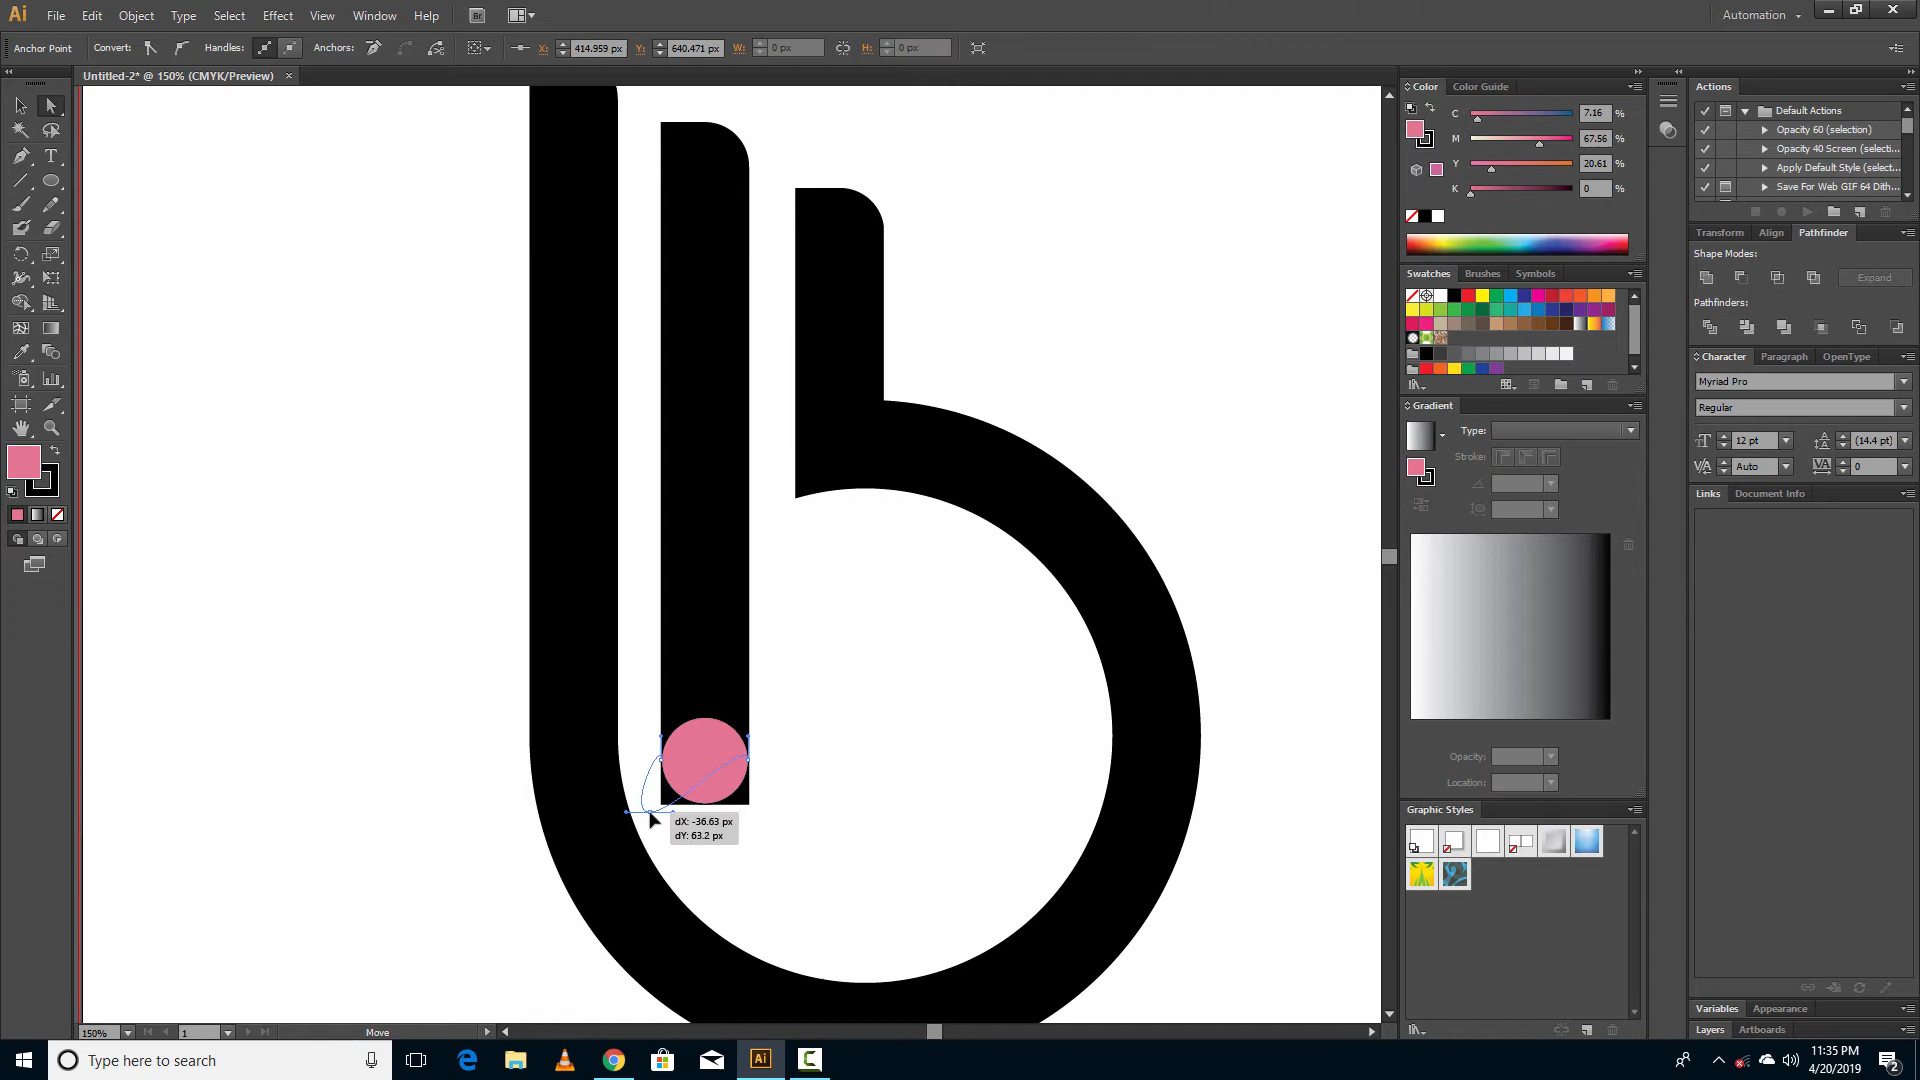 Ai File Edit Object Type Select Effect View Window Help Br Automation
Anchor Point Convert: Handles: Anchors: X: 414.959 px Y: 640.471 px W: 0 px H: 0 px
Untitled-2* @ 150% (CMYK/Preview)
Color Color Guide
C 7.16 %
M 67.56 %
Y 20.61 %
K 0 %
Swatches Brushes Symbols
Gradient
Type:
Stroke:
Opacity:
Location:
Graphic Styles
Actions
Default Actions
Opacity 60 (selection)
Opacity 40 Screen (selecti...
Apply Default Style (selec...
Save For Web GIF 64 Dith...
Transform Align Pathfinder
Shape Modes:
Expand
Pathfinders:
Character Paragraph OpenType
Myriad Pro
Regular
12 pt (14.4 pt)
Auto 0
Links Document Info
Variables Appearance
Layers Artboards
dX: -36.63 px
dY: 63.2 px
150% 1 Move
Type here to search
Ai
11:35 PM
4/20/2019
2